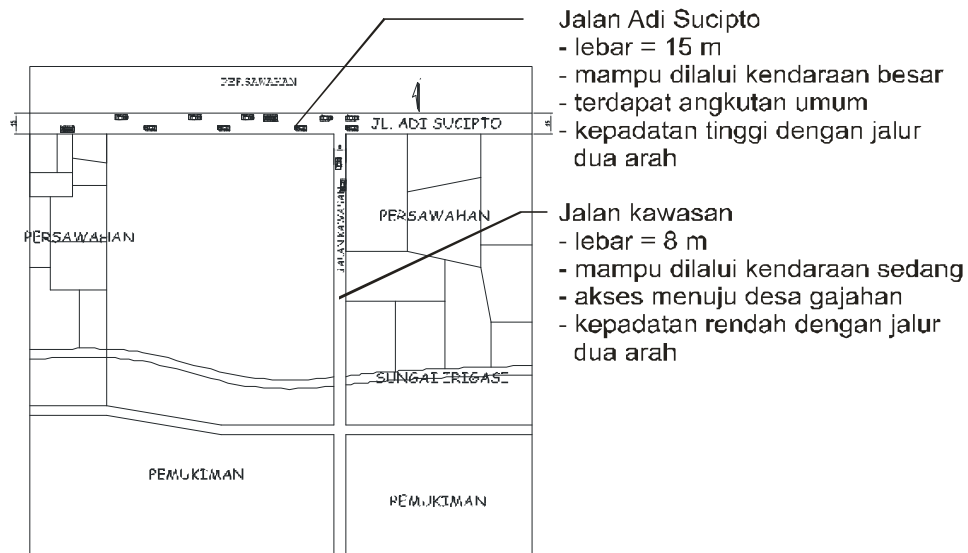 Jalan Adi Sucipto
- lebar = 15 m
- mampu dilalui kendaraan besar
- terdapat angkutan umum
- kepadatan tinggi dengan jalur
dua arah
Jalan kawasan
- lebar = 8 m
- mampu dilalui kendaraan sedang
- akses menuju desa gajahan
- kepadatan rendah dengan jalur
dua arah
PERSAWAHAN
JL. ADI SUCIPTO
PERSAWAHAN
PERSAWAHAN
JALAN KAWASAN
SUNGAI
PEMUKIMAN
PEMUKIMAN